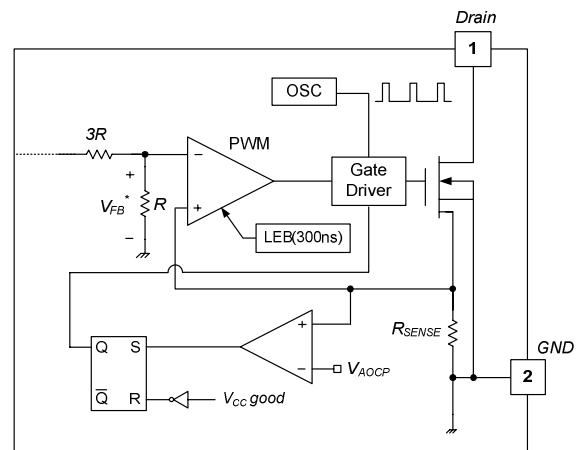 Drain
1
OSC
3R
PWM
Gate
Driver
+
VFB*
R
−
−
+
LEB(300ns)
RSENSE
GND
2
+
−
VAOCP
Q
S
Q̅
R
VCC good